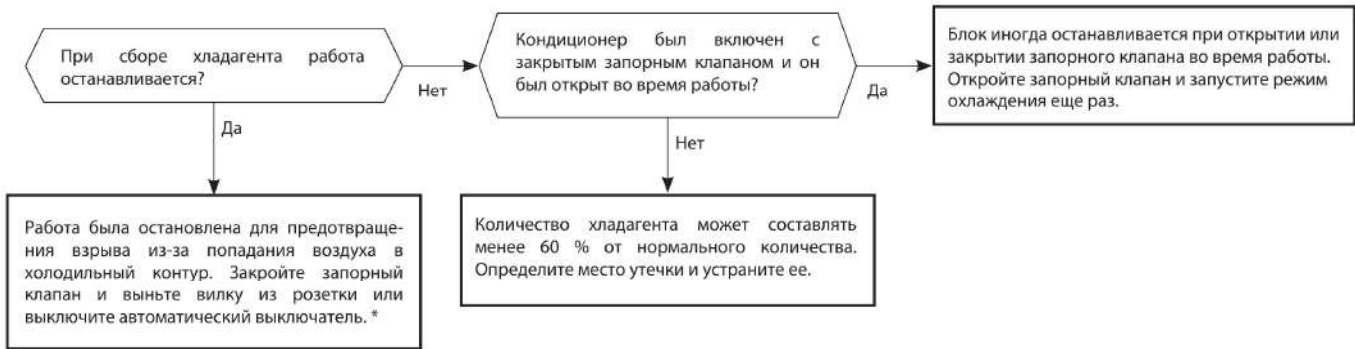 При сборе хладагента работа
останавливается?
Нет
Кондиционер был включен с
закрытым запорным клапаном и он
был открыт во время работы?
Да
Блок иногда останавливается при открытии или
закрытии запорного клапана во время работы.
Откройте запорный клапан и запустите режим
охлаждения еще раз.
Да
Нет
Работа была остановлена для предотвраще-
ния взрыва из-за попадания воздуха в
холодильный контур. Закройте запорный
клапан и выньте вилку из розетки или
выключите автоматический выключатель. *
Количество хладагента может составлять
менее 60 % от нормального количества.
Определите место утечки и устраните ее.